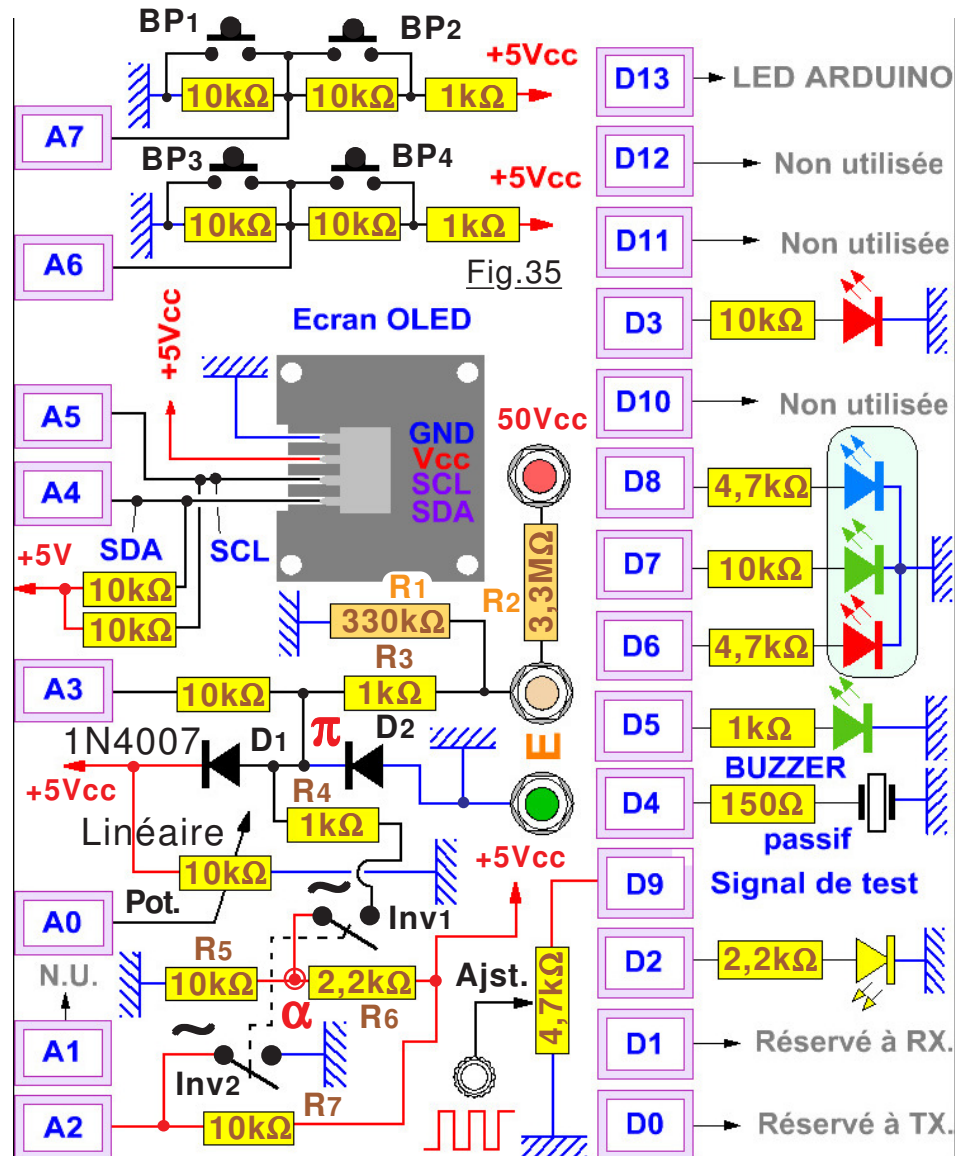 BP1
BP2
+5Vcc
10kΩ
10kΩ
1kΩ
A7
BP3
BP4
+5Vcc
10kΩ
10kΩ
1kΩ
A6
Fig.35
Ecran OLED
+5Vcc
GND
Vcc
SCL
SDA
50Vcc
A5
A4
SDA
SCL
+5V
10kΩ
10kΩ
R1
330kΩ
R2
3,3MΩ
R3
A3
10kΩ
1kΩ
1N4007
D1
π
D2
E
+5Vcc
R4
1kΩ
Linéaire
10kΩ
Pot.
A0
~
Inv1
+5Vcc
N.U.
R5
10kΩ
α
2,2kΩ
R6
Ajst.
4,7kΩ
A1
~
Inv2
R7
A2
10kΩ
D13
LED ARDUINO
D12
Non utilisée
D11
Non utilisée
D3
10kΩ
D10
Non utilisée
D8
4,7kΩ
D7
10kΩ
D6
4,7kΩ
D5
1kΩ
BUZZER
D4
150Ω
passif
D9
Signal de test
D2
2,2kΩ
D1
Réservé à RX.
D0
Réservé à TX.